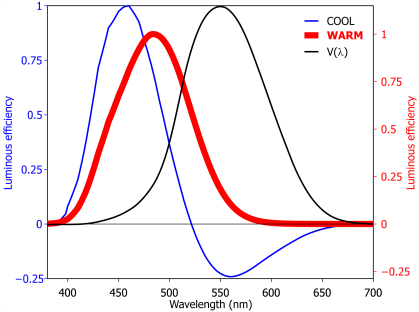 COOL
WARM
V(λ)
1
0.75
0.5
0.25
0
−0.25
Luminous efficiency
1
0.75
0.5
0.25
0
−0.25
Luminous efficiency
400 450 500 550 600 650 700
Wavelength (nm)